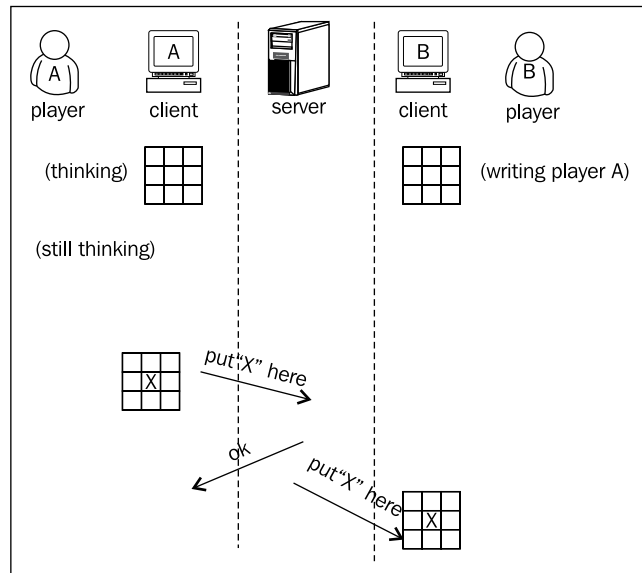 A
A
B
B
player
client
server
client
player
(thinking)
(writing player A)
(still thinking)
put"X" here
X
ok
put"X" here
X